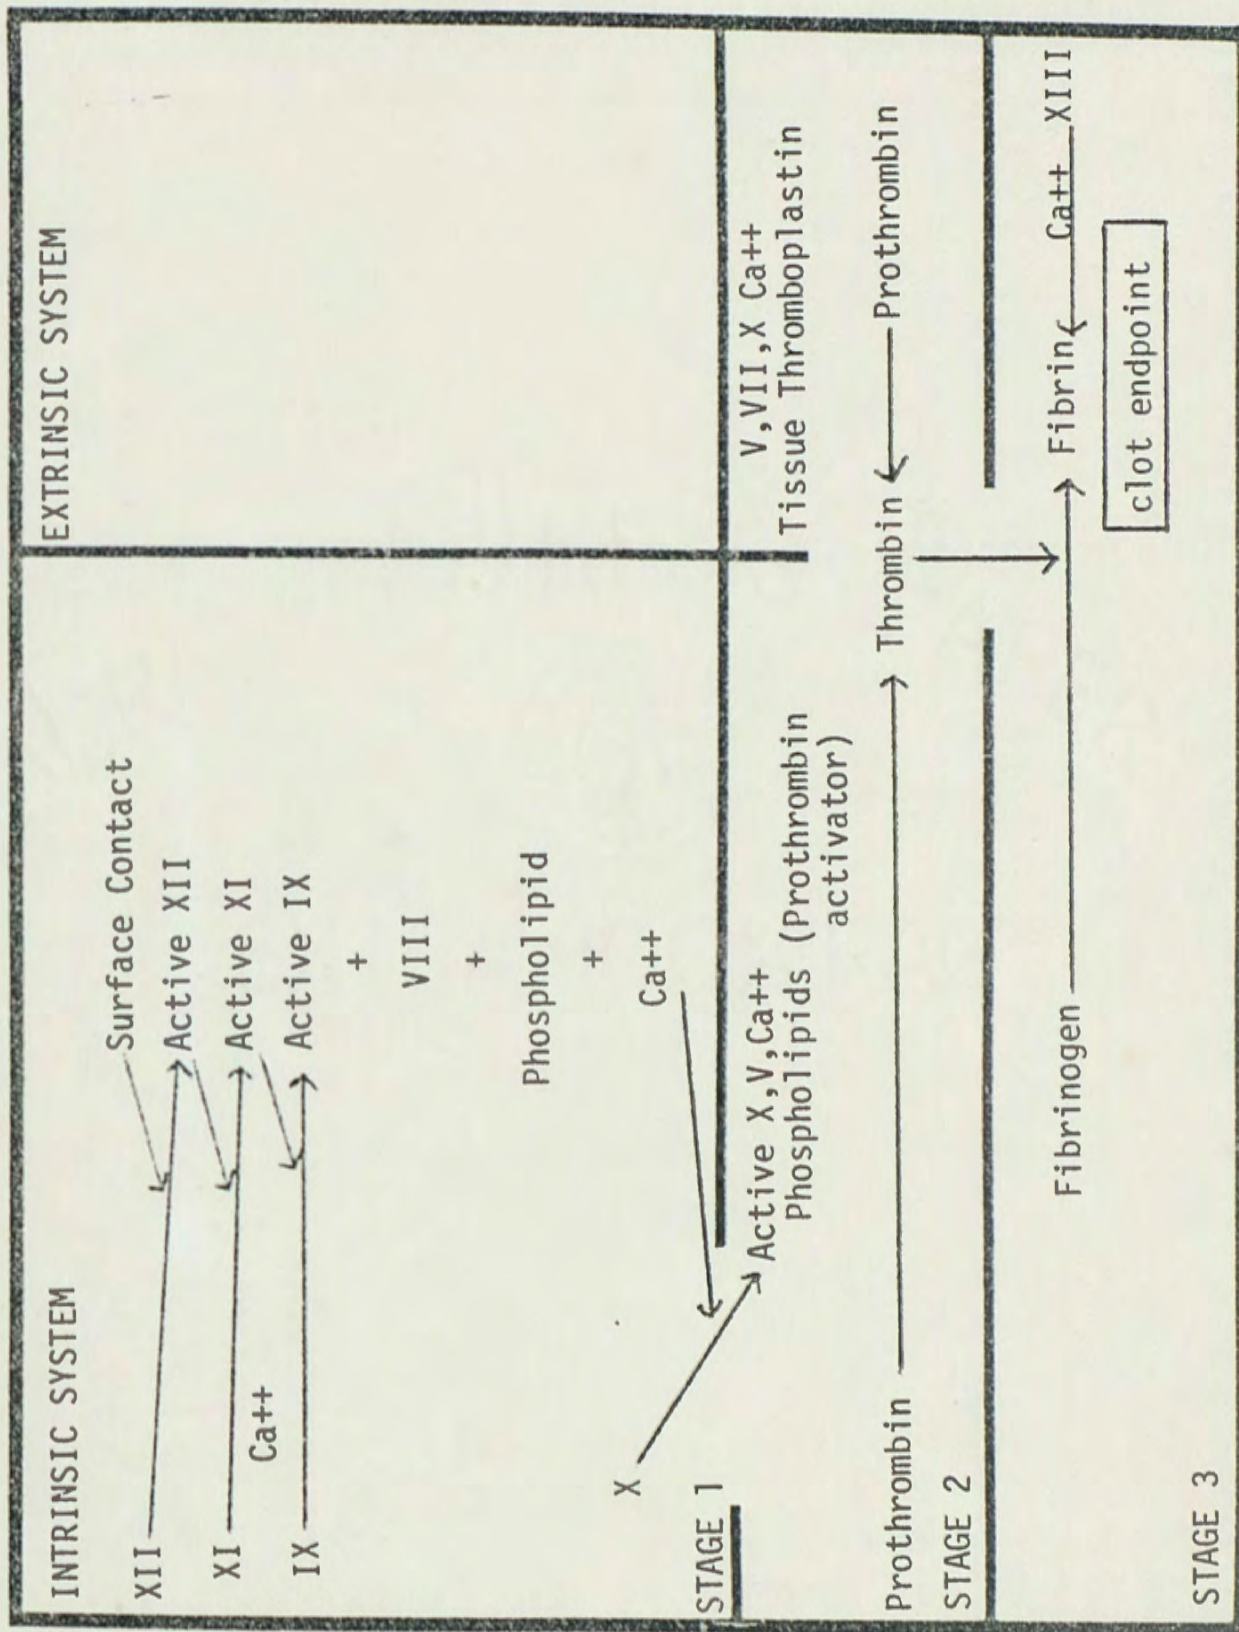 INTRINSIC SYSTEM
EXTRINSIC SYSTEM
Surface Contact
XII Active XII
XI Active XI
Ca++
IX Active IX
+
VIII
+
Phospholipid
+
X Ca++
STAGE 1
Active X,V,Ca++
Phospholipids (Prothrombin
activator)
V,VII,X Ca++
Tissue Thromboplastin
Prothrombin Thrombin Prothrombin
STAGE 2
Fibrinogen Fibrin Ca++ XIII
clot endpoint
STAGE 3